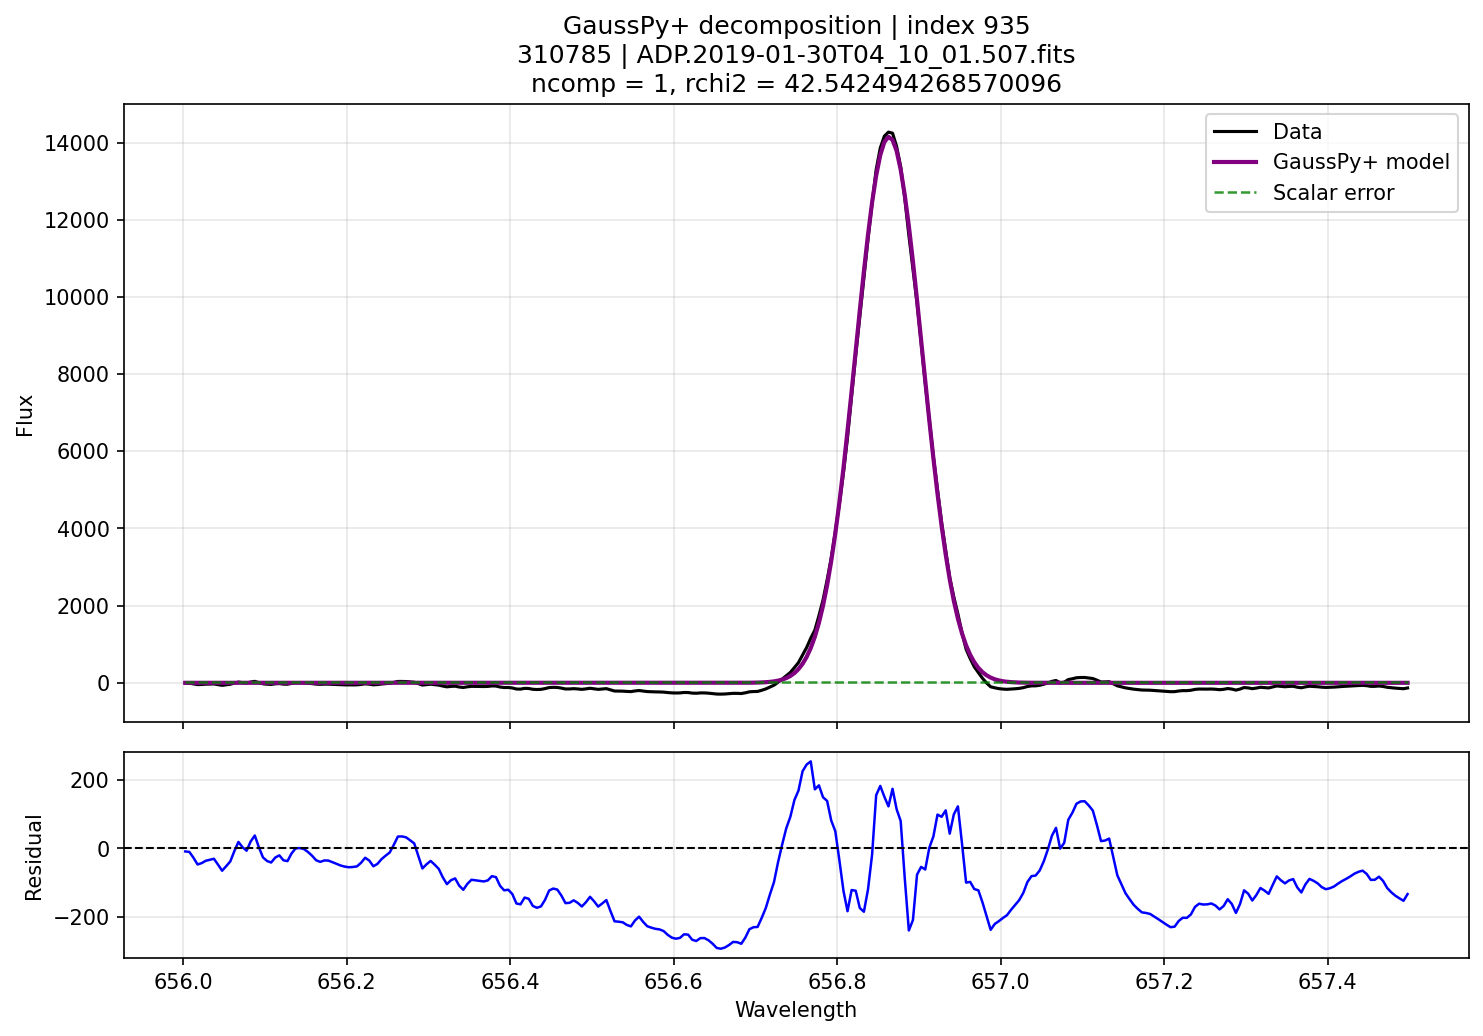 GaussPy+ decomposition | index 935
310785 | ADP.2019-01-30T04_10_01.507.fits
ncomp = 1, rchi2 = 42.542494268570096
Data
GaussPy+ model
Scalar error
14000
12000
10000
8000
6000
4000
2000
0
Flux
200
0
−200
Residual
656.0 656.2 656.4 656.6 656.8 657.0 657.2 657.4
Wavelength